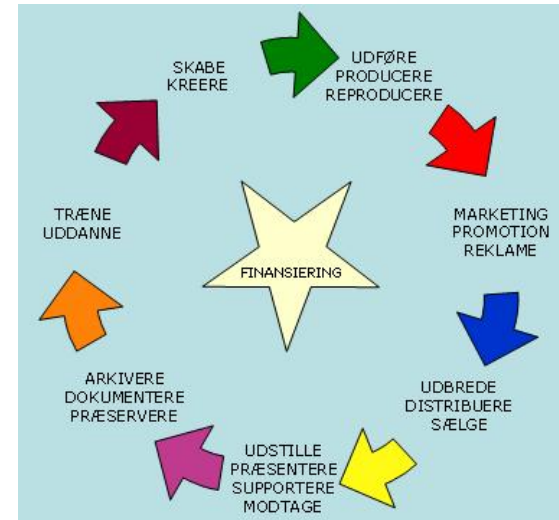 SKABE
KREERE
UDFØRE
PRODUCERE
REPRODUCERE
MARKETING
PROMOTION
REKLAME
UDBREDE
DISTRIBUERE
SÆLGE
UDSTILLE
PRÆSENTERE
SUPPORTERE
MODTAGE
ARKIVERE
DOKUMENTERE
PRÆSERVERE
TRÆNE
UDDANNE
FINANSIERING